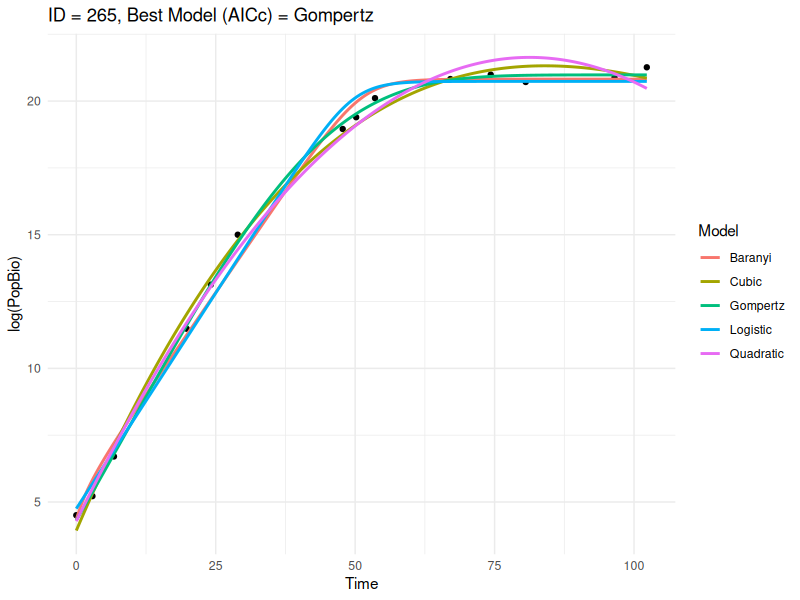 ID = 265, Best Model (AICc) = Gompertz
log(PopBio)
20
15
10
5
0
25
50
75
100
Time
Model
Baranyi
Cubic
Gompertz
Logistic
Quadratic